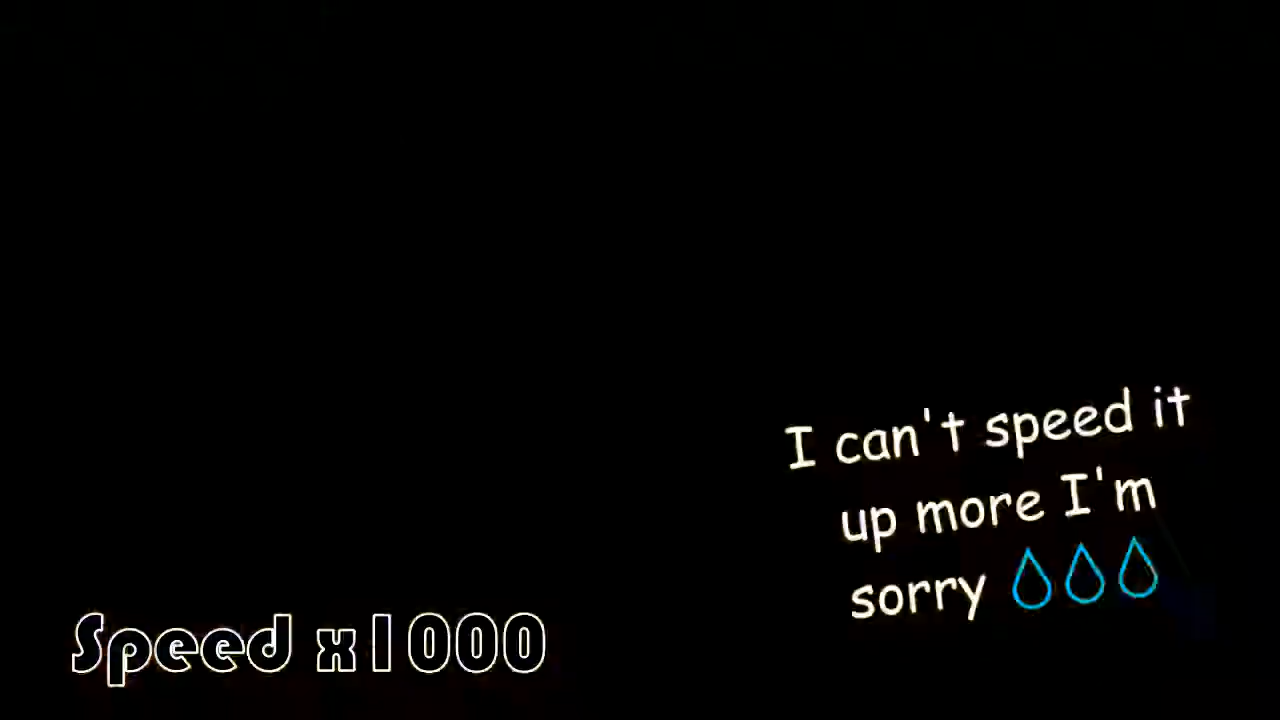 I can't speed it
up more I'm
sorry 💧💧💧
Speed x1000